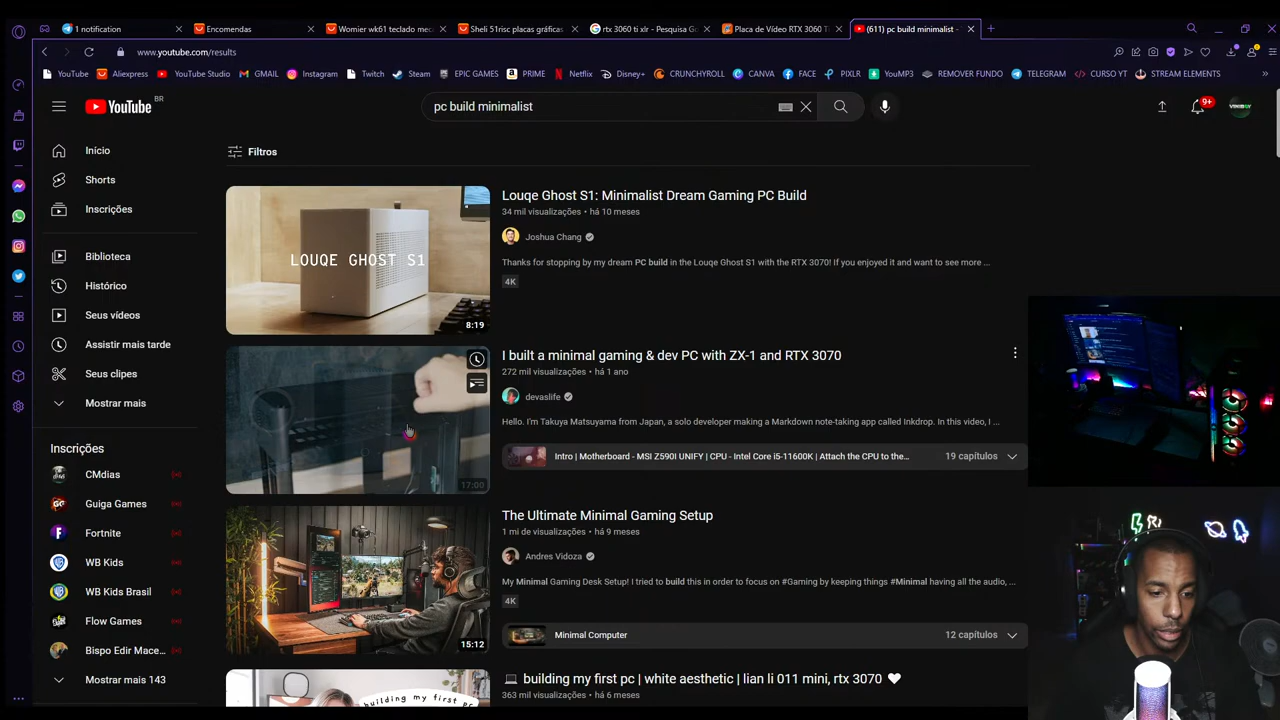 1 notification
Encomendas
Womier wk61 teclado mec
Sheli 51risc placas gráficas
rtx 3060 ti xlr - Pesquisa Go
Placa de Vídeo RTX 3060 T
(611) pc build minimalist -
www.youtube.com/results
YouTube
Aliexpress
YouTube Studio
GMAIL
Instagram
Twitch
Steam
EPIC GAMES
PRIME
Netflix
Disney+
CRUNCHYROLL
CANVA
FACE
PIXLR
YouMP3
REMOVER FUNDO
TELEGRAM
CURSO YT
STREAM ELEMENTS
YouTube BR
pc build minimalist
9+
Início
Shorts
Inscrições
Biblioteca
Histórico
Seus vídeos
Assistir mais tarde
Seus clipes
Mostrar mais
Inscrições
CMdias
Guiga Games
Fortnite
WB Kids
WB Kids Brasil
Flow Games
Bispo Edir Mace...
Mostrar mais 143
Filtros
LOUQE GHOST S1
8:19
Louqe Ghost S1: Minimalist Dream Gaming PC Build
34 mil visualizações • há 10 meses
Joshua Chang
Thanks for stopping by my dream PC build in the Louqe Ghost S1 with the RTX 3070! If you enjoyed it and want to see more ...
4K
17:00
I built a minimal gaming & dev PC with ZX-1 and RTX 3070
272 mil visualizações • há 1 ano
devaslife
Hello. I'm Takuya Matsuyama from Japan, a solo developer making a Markdown note-taking app called Inkdrop. In this video, I ...
Intro | Motherboard - MSI Z590I UNIFY | CPU - Intel Core i5-11600K | Attach the CPU to the...
19 capítulos
15:12
The Ultimate Minimal Gaming Setup
1 mi de visualizações • há 9 meses
Andres Vidoza
My Minimal Gaming Desk Setup! I tried to build this in order to focus on #Gaming by keeping things #Minimal having all the audio, ...
4K
Minimal Computer
12 capítulos
building my first pc
💻 building my first pc | white aesthetic | lian li 011 mini, rtx 3070 🤍
363 mil visualizações • há 6 meses